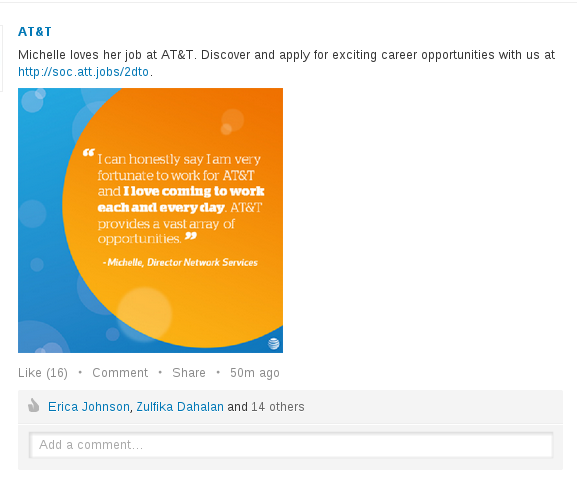 AT&T
Michelle loves her job at AT&T. Discover and apply for exciting career opportunities with us at
http://soc.att.jobs/2dto.
“ I can honestly say I am very
fortunate to work for AT&T
and I love coming to work
each and every day. AT&T
provides a vast array of
opportunities. ”
- Michelle, Director Network Services
Like (16) • Comment • Share • 50m ago
Erica Johnson, Zulfika Dahalan and 14 others
Add a comment...